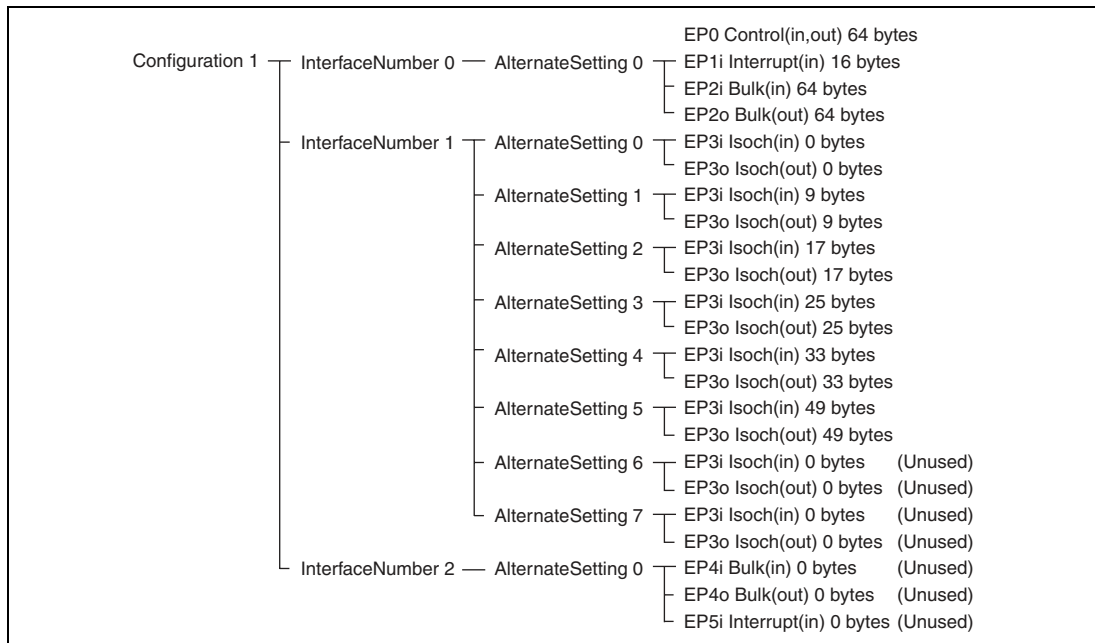 EP0 Control(in,out) 64 bytes
Configuration 1 InterfaceNumber 0 AlternateSetting 0 EP1i Interrupt(in) 16 bytes
EP2i Bulk(in) 64 bytes
EP2o Bulk(out) 64 bytes
InterfaceNumber 1 AlternateSetting 0 EP3i Isoch(in) 0 bytes
EP3o Isoch(out) 0 bytes
AlternateSetting 1 EP3i Isoch(in) 9 bytes
EP3o Isoch(out) 9 bytes
AlternateSetting 2 EP3i Isoch(in) 17 bytes
EP3o Isoch(out) 17 bytes
AlternateSetting 3 EP3i Isoch(in) 25 bytes
EP3o Isoch(out) 25 bytes
AlternateSetting 4 EP3i Isoch(in) 33 bytes
EP3o Isoch(out) 33 bytes
AlternateSetting 5 EP3i Isoch(in) 49 bytes
EP3o Isoch(out) 49 bytes
AlternateSetting 6 EP3i Isoch(in) 0 bytes (Unused)
EP3o Isoch(out) 0 bytes (Unused)
AlternateSetting 7 EP3i Isoch(in) 0 bytes (Unused)
EP3o Isoch(out) 0 bytes (Unused)
InterfaceNumber 2 AlternateSetting 0 EP4i Bulk(in) 0 bytes (Unused)
EP4o Bulk(out) 0 bytes (Unused)
EP5i Interrupt(in) 0 bytes (Unused)